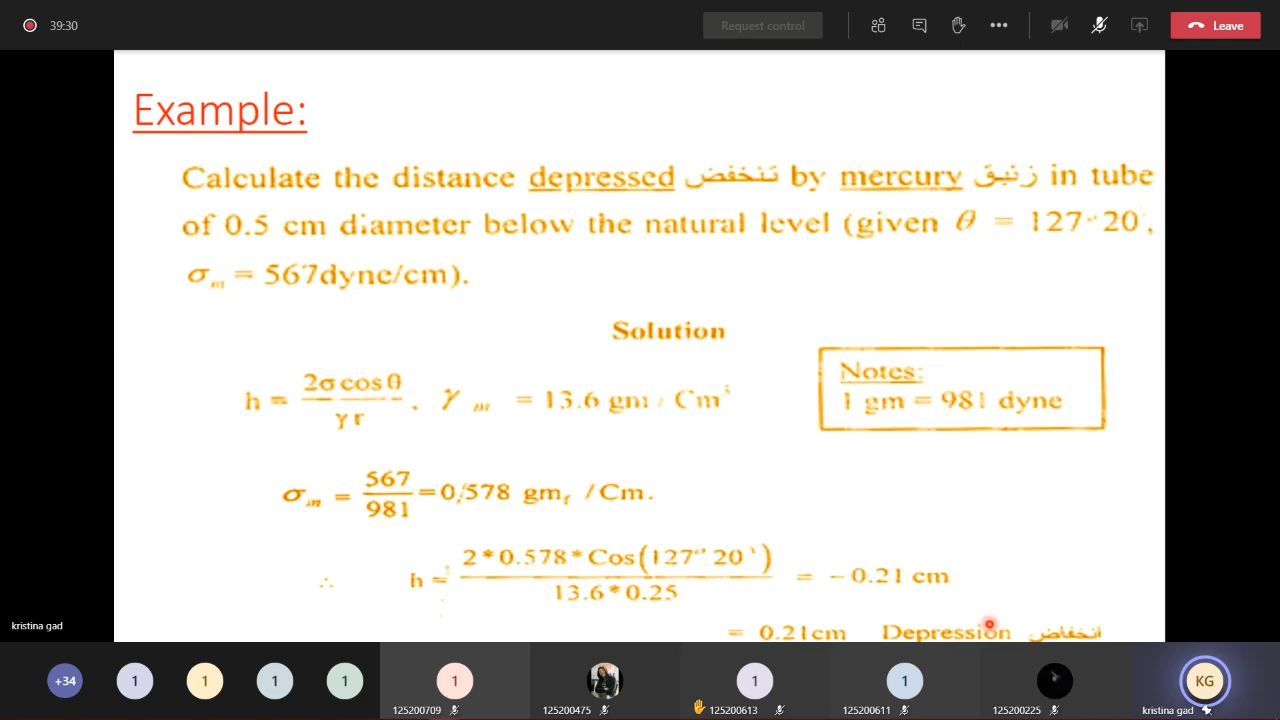 39:30
Request control
Leave
Example:
Calculate the distance depressed تنخفض by mercury زئبق in tube
of 0.5 cm diameter below the natural level (given θ = 127° 20',
σm = 567dyne/cm).
Solution
h = 2σ cos θ / γ r , γ m = 13.6 gm / Cm³
Notes:
1 gm = 981 dyne
σm = 567 / 981 = 0/578 gmf /Cm.
∴ h = 2 * 0.578 * Cos(127° 20') / 13.6 * 0.25 = - 0.21 cm
= 0.21cm Depression انخفاض
kristina gad
+34
1
1
1
1
1
1
1
KG
125200709
125200475
125200613
125200611
125200225
kristina gad